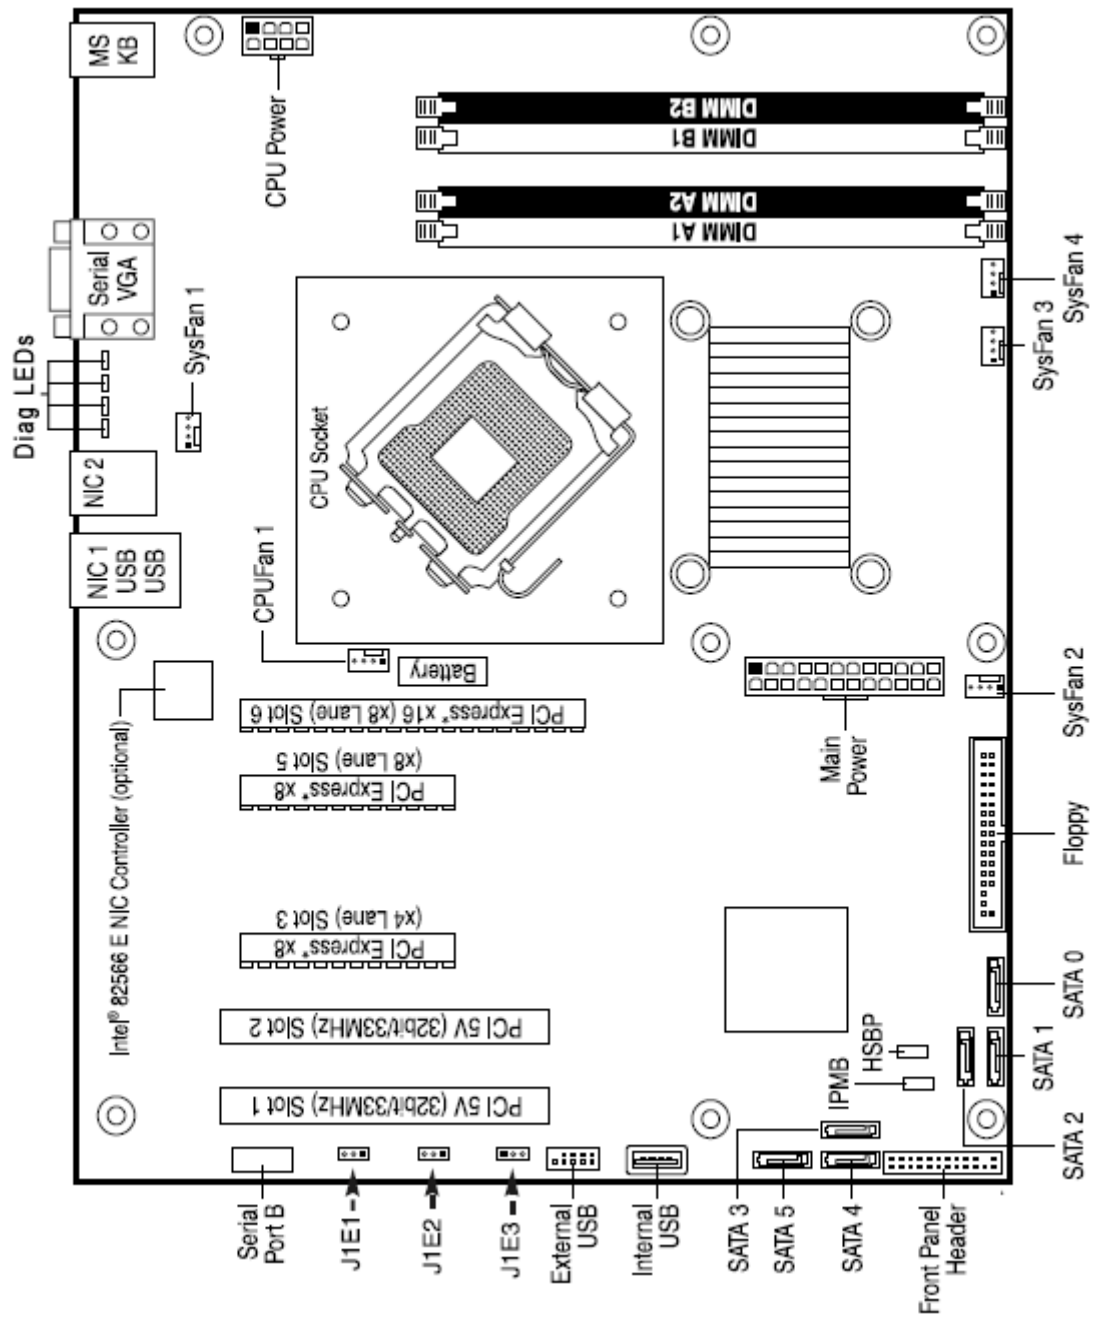 MS
KB
CPU Power
DIMM B2
DIMM B1
DIMM A2
DIMM A1
Serial
VGA
Diag LEDs
SysFan 1
SysFan 4
SysFan 3
NIC 2
CPU Socket
NIC 1
USB
USB
CPUFan 1
Battery
Intel® 82566 E NIC Controller (optional)
PCI Express* x16 (x8 Lane) Slot 6
PCI Express* x8
(x8 Lane) Slot 5
PCI Express* x8
(x4 Lane) Slot 3
PCI 5V (32bit/33MHz) Slot 2
PCI 5V (32bit/33MHz) Slot 1
Main
Power
SysFan 2
Floppy
SATA 0
SATA 1
SATA 2
HSBP
IPMB
Serial
Port B
J1E1
J1E2
J1E3
External
USB
Internal
USB
SATA 3
SATA 5
SATA 4
Front Panel
Header